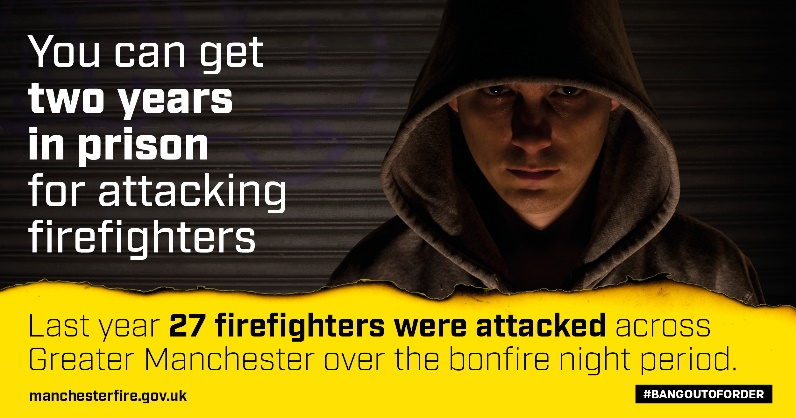 You can get
two years
in prison
for attacking
firefighters
Last year 27 firefighters were attacked across
Greater Manchester over the bonfire night period.
manchesterfire.gov.uk
#BANGOUTOFORDER